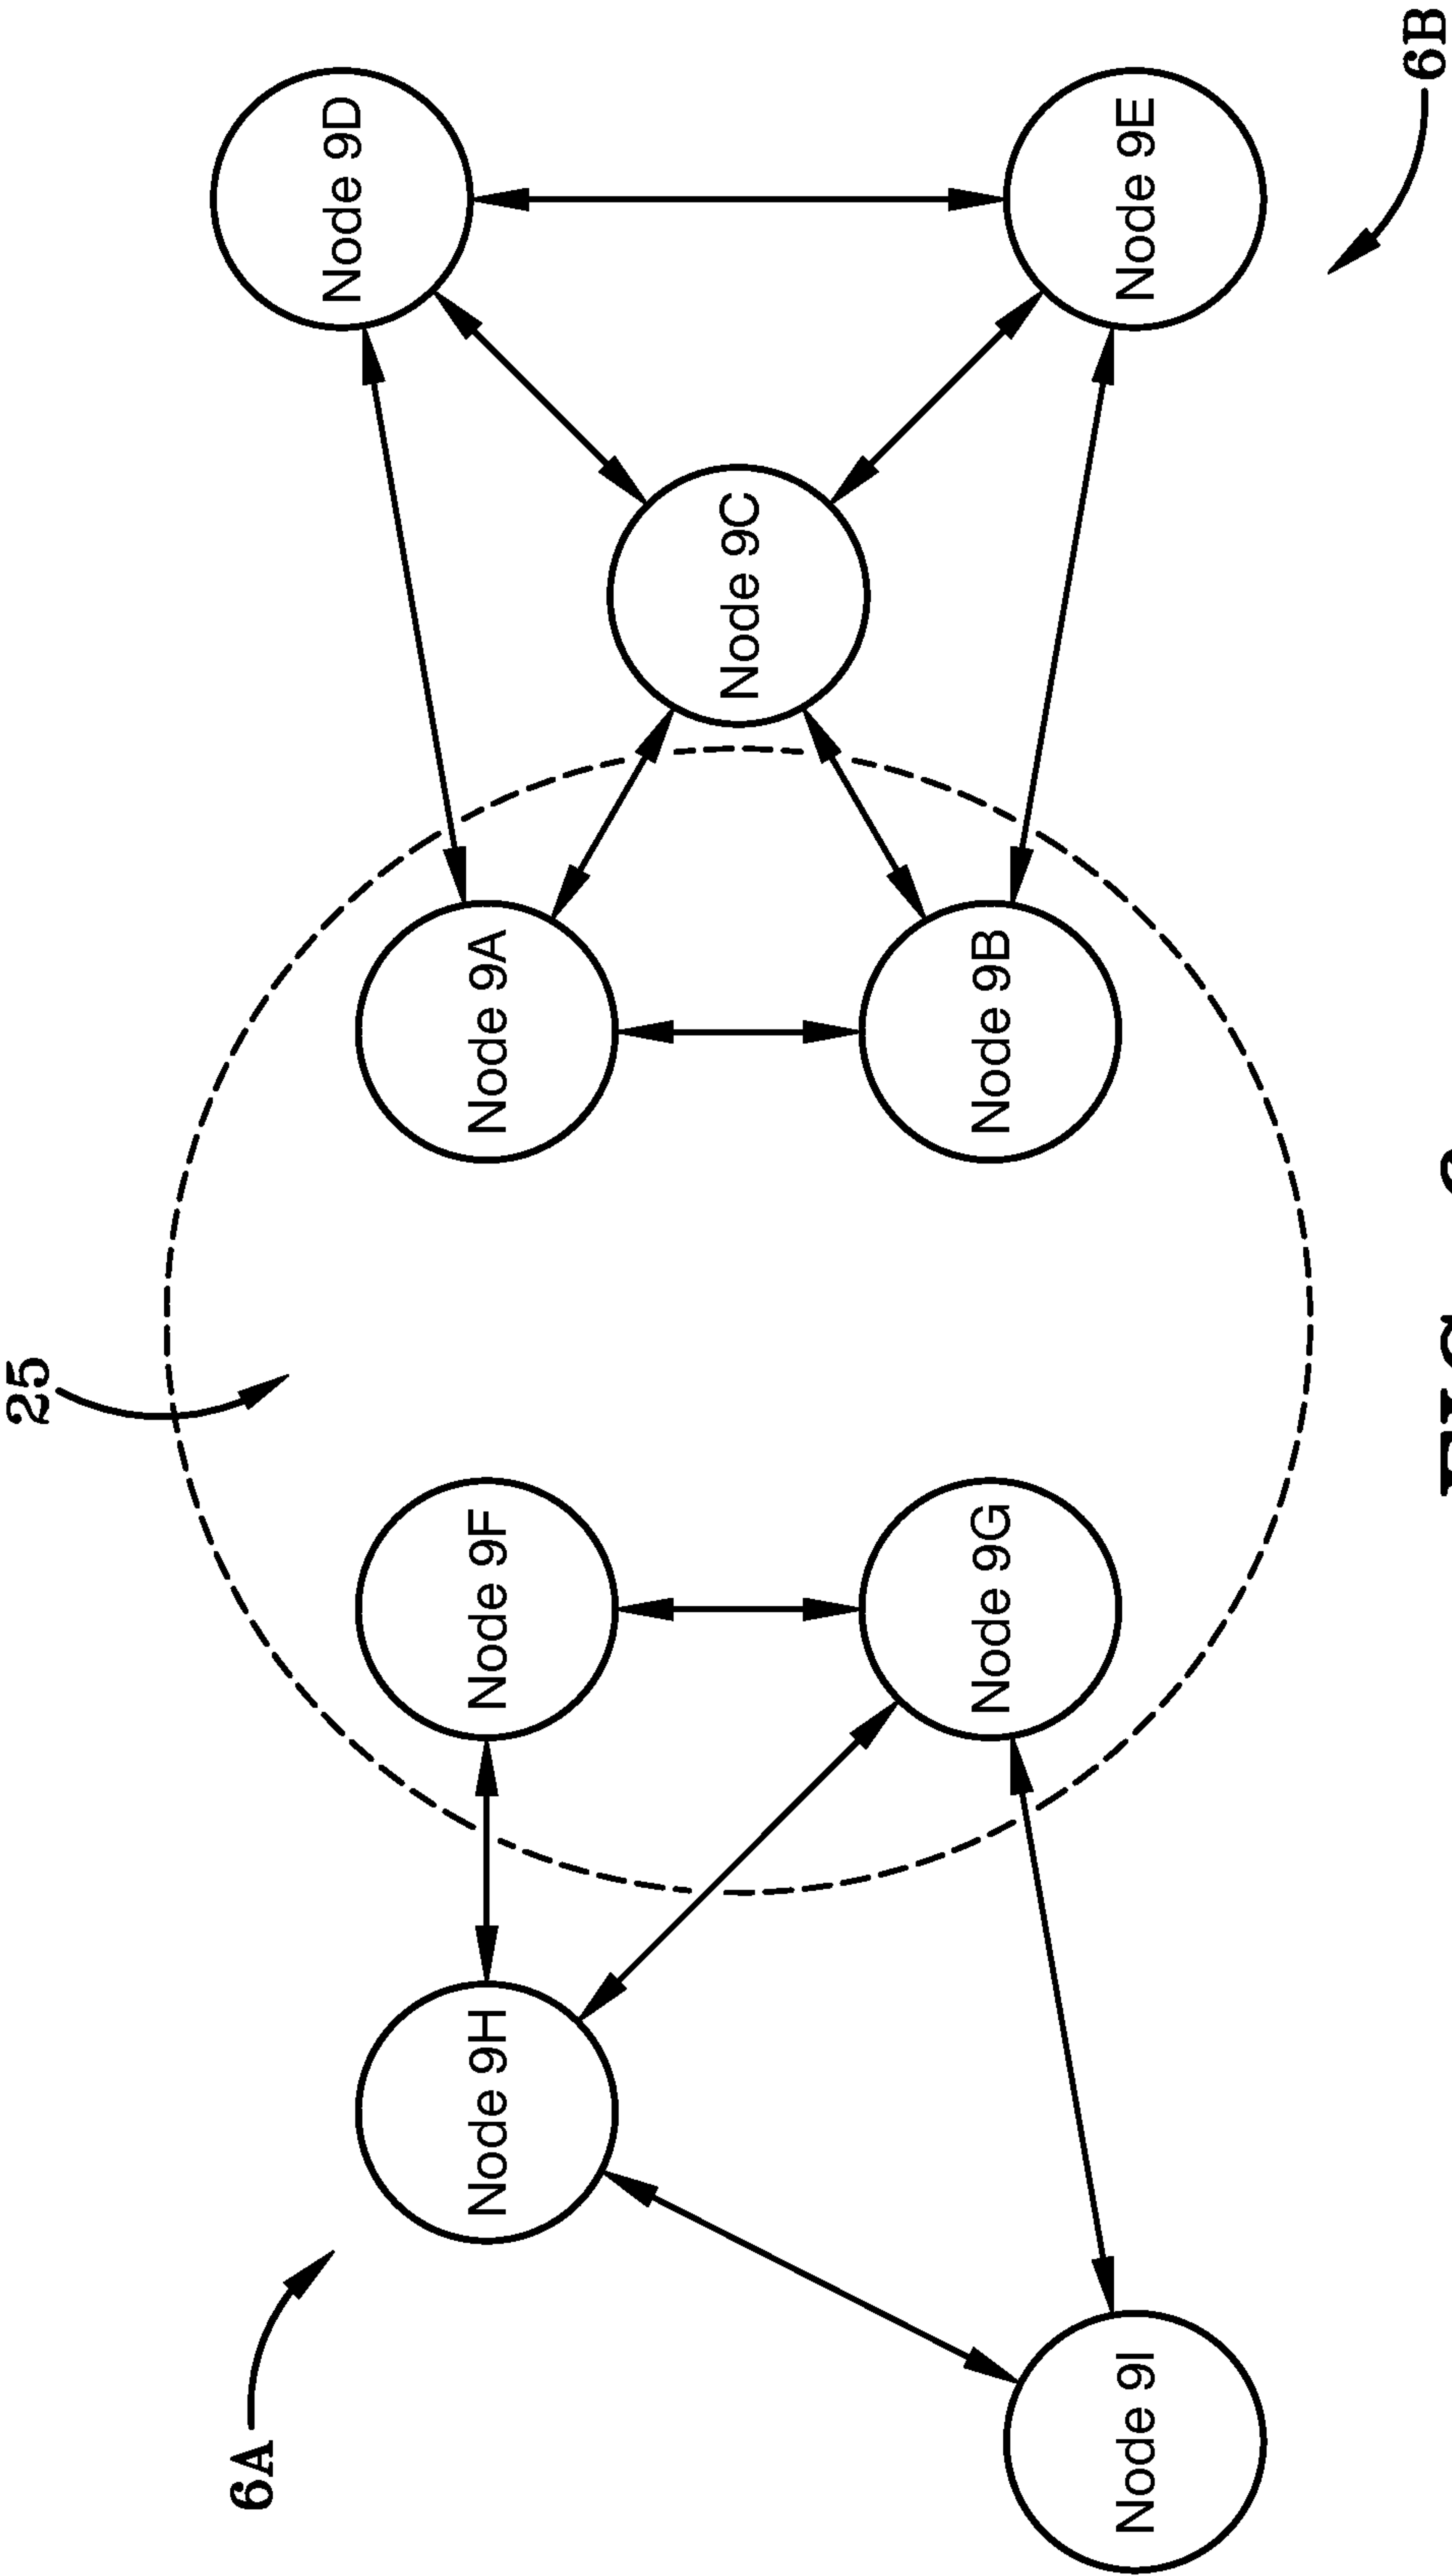 25
6A
Node 9H
Node 9F
Node 9A
Node 9D
Node 9C
Node 9I
Node 9G
Node 9B
Node 9E
6B